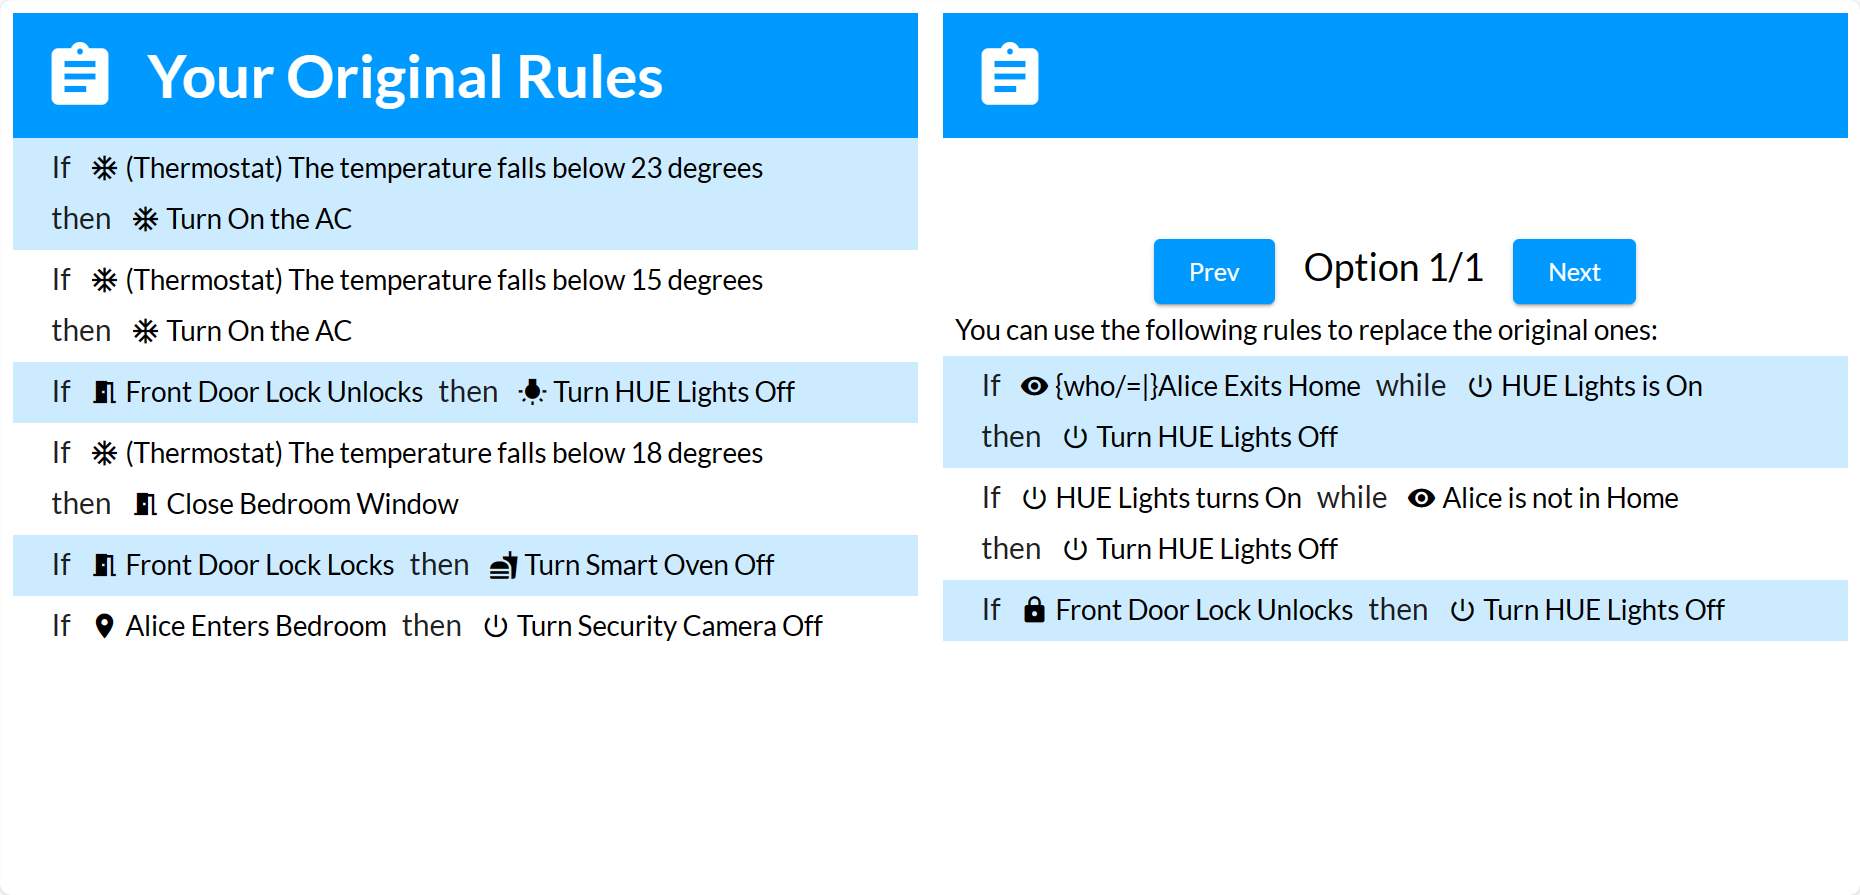 Your Original Rules
If (Thermostat) The temperature falls below 23 degrees
then Turn On the AC
If (Thermostat) The temperature falls below 15 degrees
then Turn On the AC
If Front Door Lock Unlocks then Turn HUE Lights Off
If (Thermostat) The temperature falls below 18 degrees
then Close Bedroom Window
If Front Door Lock Locks then Turn Smart Oven Off
If Alice Enters Bedroom then Turn Security Camera Off
Prev Option 1/1 Next
You can use the following rules to replace the original ones:
If {who/=|}Alice Exits Home while HUE Lights is On
then Turn HUE Lights Off
If HUE Lights turns On while Alice is not in Home
then Turn HUE Lights Off
If Front Door Lock Unlocks then Turn HUE Lights Off